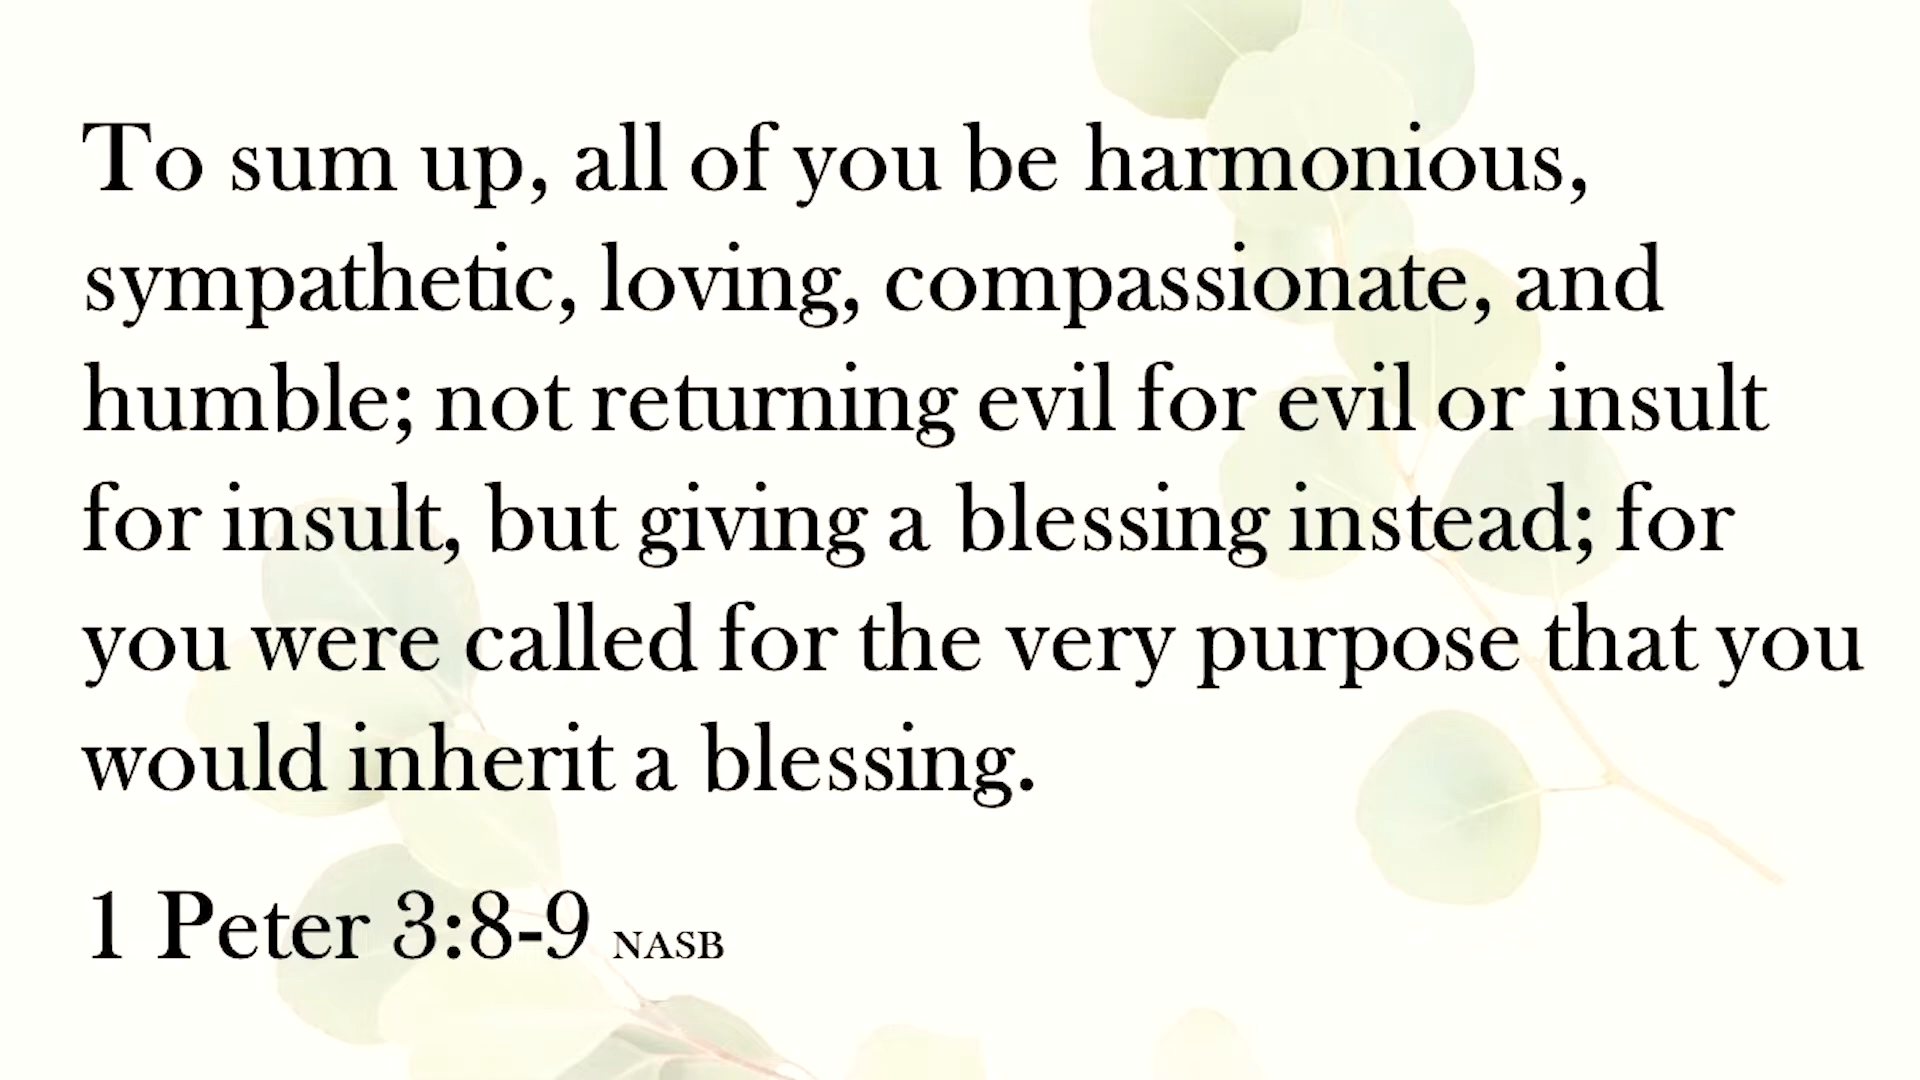 To sum up, all of you be harmonious,
sympathetic, loving, compassionate, and
humble; not returning evil for evil or insult
for insult, but giving a blessing instead; for
you were called for the very purpose that you
would inherit a blessing.
1 Peter 3:8-9 NASB